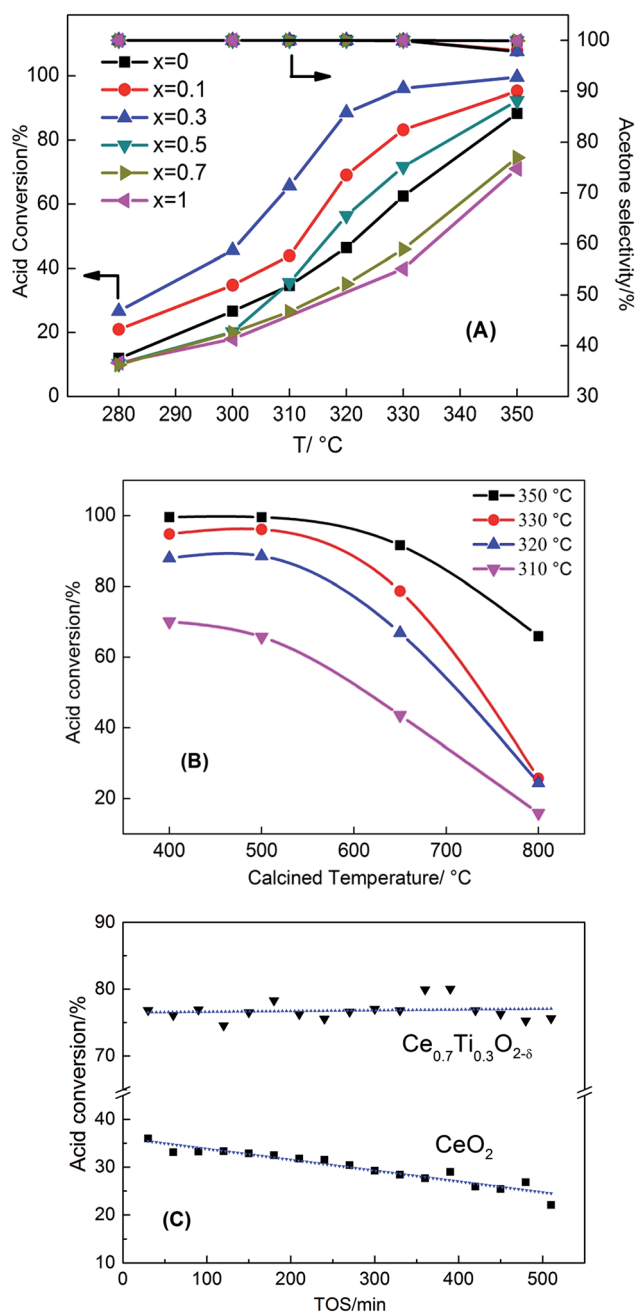 100
80
60
40
20
0
Acid Conversion/%
x=0
x=0.1
x=0.3
x=0.5
x=0.7
x=1
(A)
100
90
80
70
60
50
40
30
Acetone selectivity/%
280 290 300 310 320 330 340 350
T/ °C
100
80
60
40
20
Acid conversion/%
350 °C
330 °C
320 °C
310 °C
(B)
400 500 600 700 800
Calcined Temperature/ °C
90
80
70
40
30
20
10
Acid conversion/%
Ce0.7Ti0.3O2-δ
CeO2
(C)
0 100 200 300 400 500
TOS/min